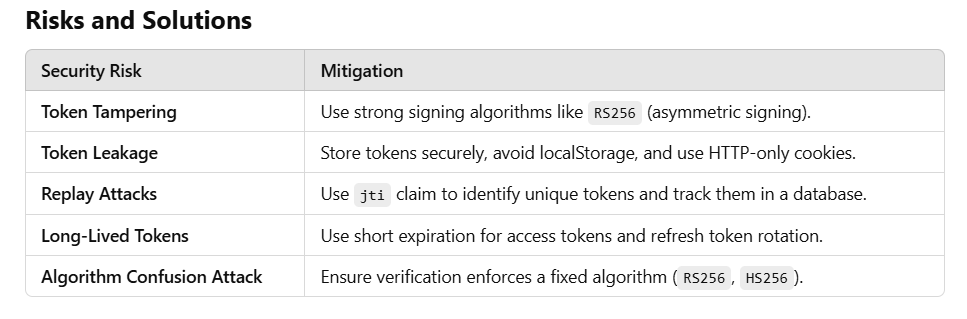 Risks and Solutions
Security Risk Mitigation
Token Tampering Use strong signing algorithms like RS256 (asymmetric signing).
Token Leakage Store tokens securely, avoid localStorage, and use HTTP-only cookies.
Replay Attacks Use jti claim to identify unique tokens and track them in a database.
Long-Lived Tokens Use short expiration for access tokens and refresh token rotation.
Algorithm Confusion Attack Ensure verification enforces a fixed algorithm ( RS256 , HS256 ).